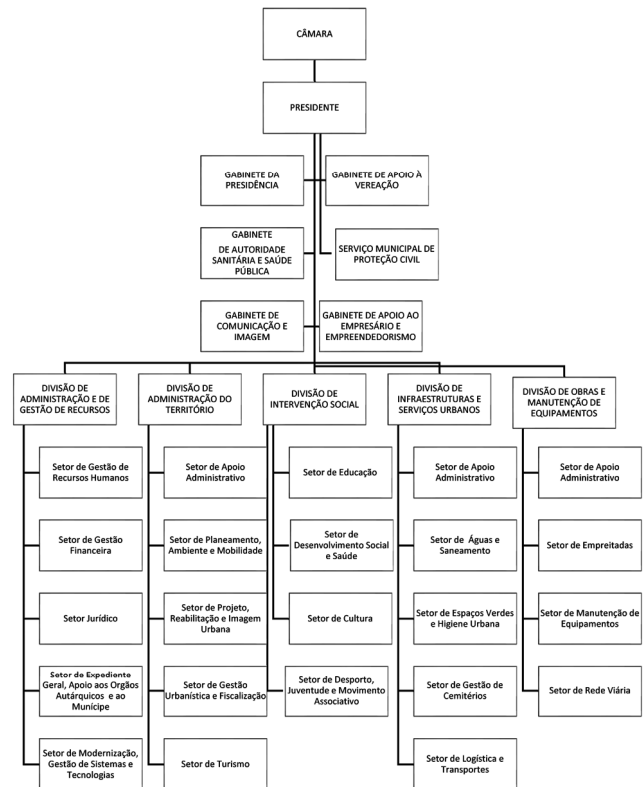 CÂMARA
PRESIDENTE
GABINETE DA
PRESIDÊNCIA
GABINETE DE APOIO À
VEREAÇÃO
GABINETE
DE AUTORIDADE
SANITÁRIA E SAÚDE
PÚBLICA
SERVIÇO MUNICIPAL DE
PROTEÇÃO CIVIL
GABINETE DE
COMUNICAÇÃO E
IMAGEM
GABINETE DE APOIO AO
EMPRESÁRIO E
EMPREENDEDORISMO
DIVISÃO DE
ADMINISTRAÇÃO E DE
GESTÃO DE RECURSOS
DIVISÃO DE
ADMINISTRAÇÃO DO
TERRITÓRIO
DIVISÃO DE
INTERVENÇÃO SOCIAL
DIVISÃO DE
INFRAESTRUTURAS E
SERVIÇOS URBANOS
DIVISÃO DE OBRAS E
MANUTENÇÃO DE
EQUIPAMENTOS
Setor de Gestão de
Recursos Humanos
Setor de Apoio
Administrativo
Setor de Educação
Setor de Apoio
Administrativo
Setor de Apoio
Administrativo
Setor de Gestão
Financeira
Setor de Planeamento,
Ambiente e Mobilidade
Setor de
Desenvolvimento Social
e Saúde
Setor de Águas e
Saneamento
Setor de Empreitadas
Setor Jurídico
Setor de Projeto,
Reabilitação e Imagem
Urbana
Setor de Cultura
Setor de Espaços Verdes
e Higiene Urbana
Setor de Manutenção de
Equipamentos
Setor de Expediente
Geral, Apoio aos Orgãos
Autárquicos e ao
Munícipe
Setor de Gestão
Urbanística e Fiscalização
Setor de Desporto,
Juventude e Movimento
Associativo
Setor de Gestão de
Cemitérios
Setor de Rede Viária
Setor de Modernização,
Gestão de Sistemas e
Tecnologias
Setor de Turismo
Setor de Logística e
Transportes